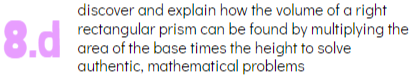 8.d
discover and explain how the volume of a right
rectangular prism can be found by multiplying the
area of the base times the height to solve
authentic, mathematical problems